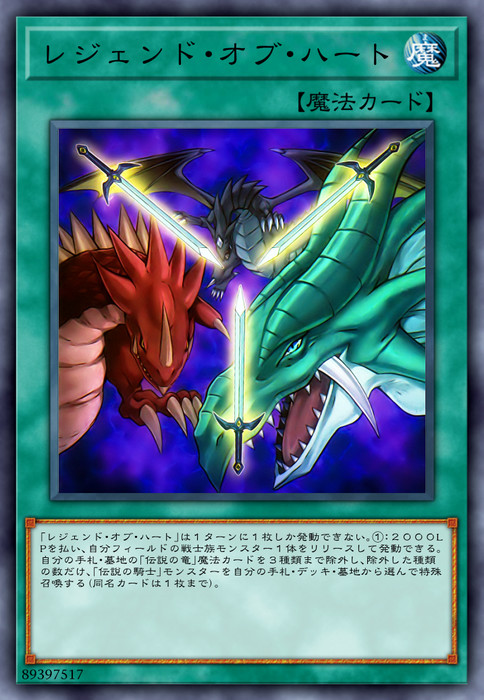 レジェンド・オブ・ハート
魔
【魔法カード】
「レジェンド・オブ・ハート」は１ターンに１枚しか発動できない。①：２０００L
Pを払い、自分フィールドの戦士族モンスター１体をリリースして発動できる。
自分の手札・墓地の「伝説の竜」魔法カードを３種類まで除外し、除外した種類
の数だけ、「伝説の騎士」モンスターを自分の手札・デッキ・墓地から選んで特殊
召喚する（同名カードは１枚まで）。
89397517